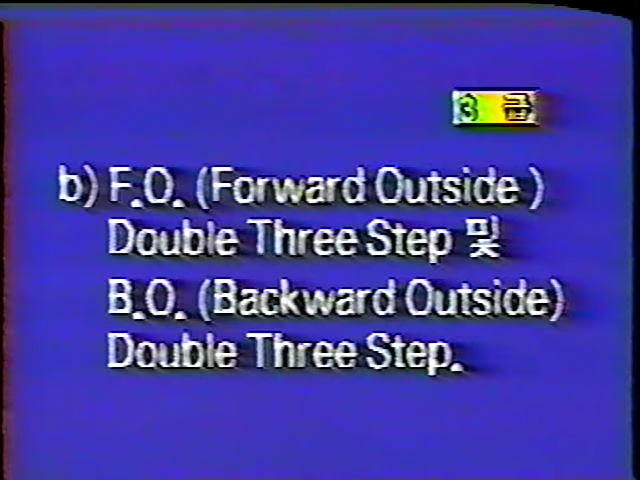 3 급
b) F.O. (Forward Outside )
Double Three Step 및
B.O. (Backward Outside)
Double Three Step.